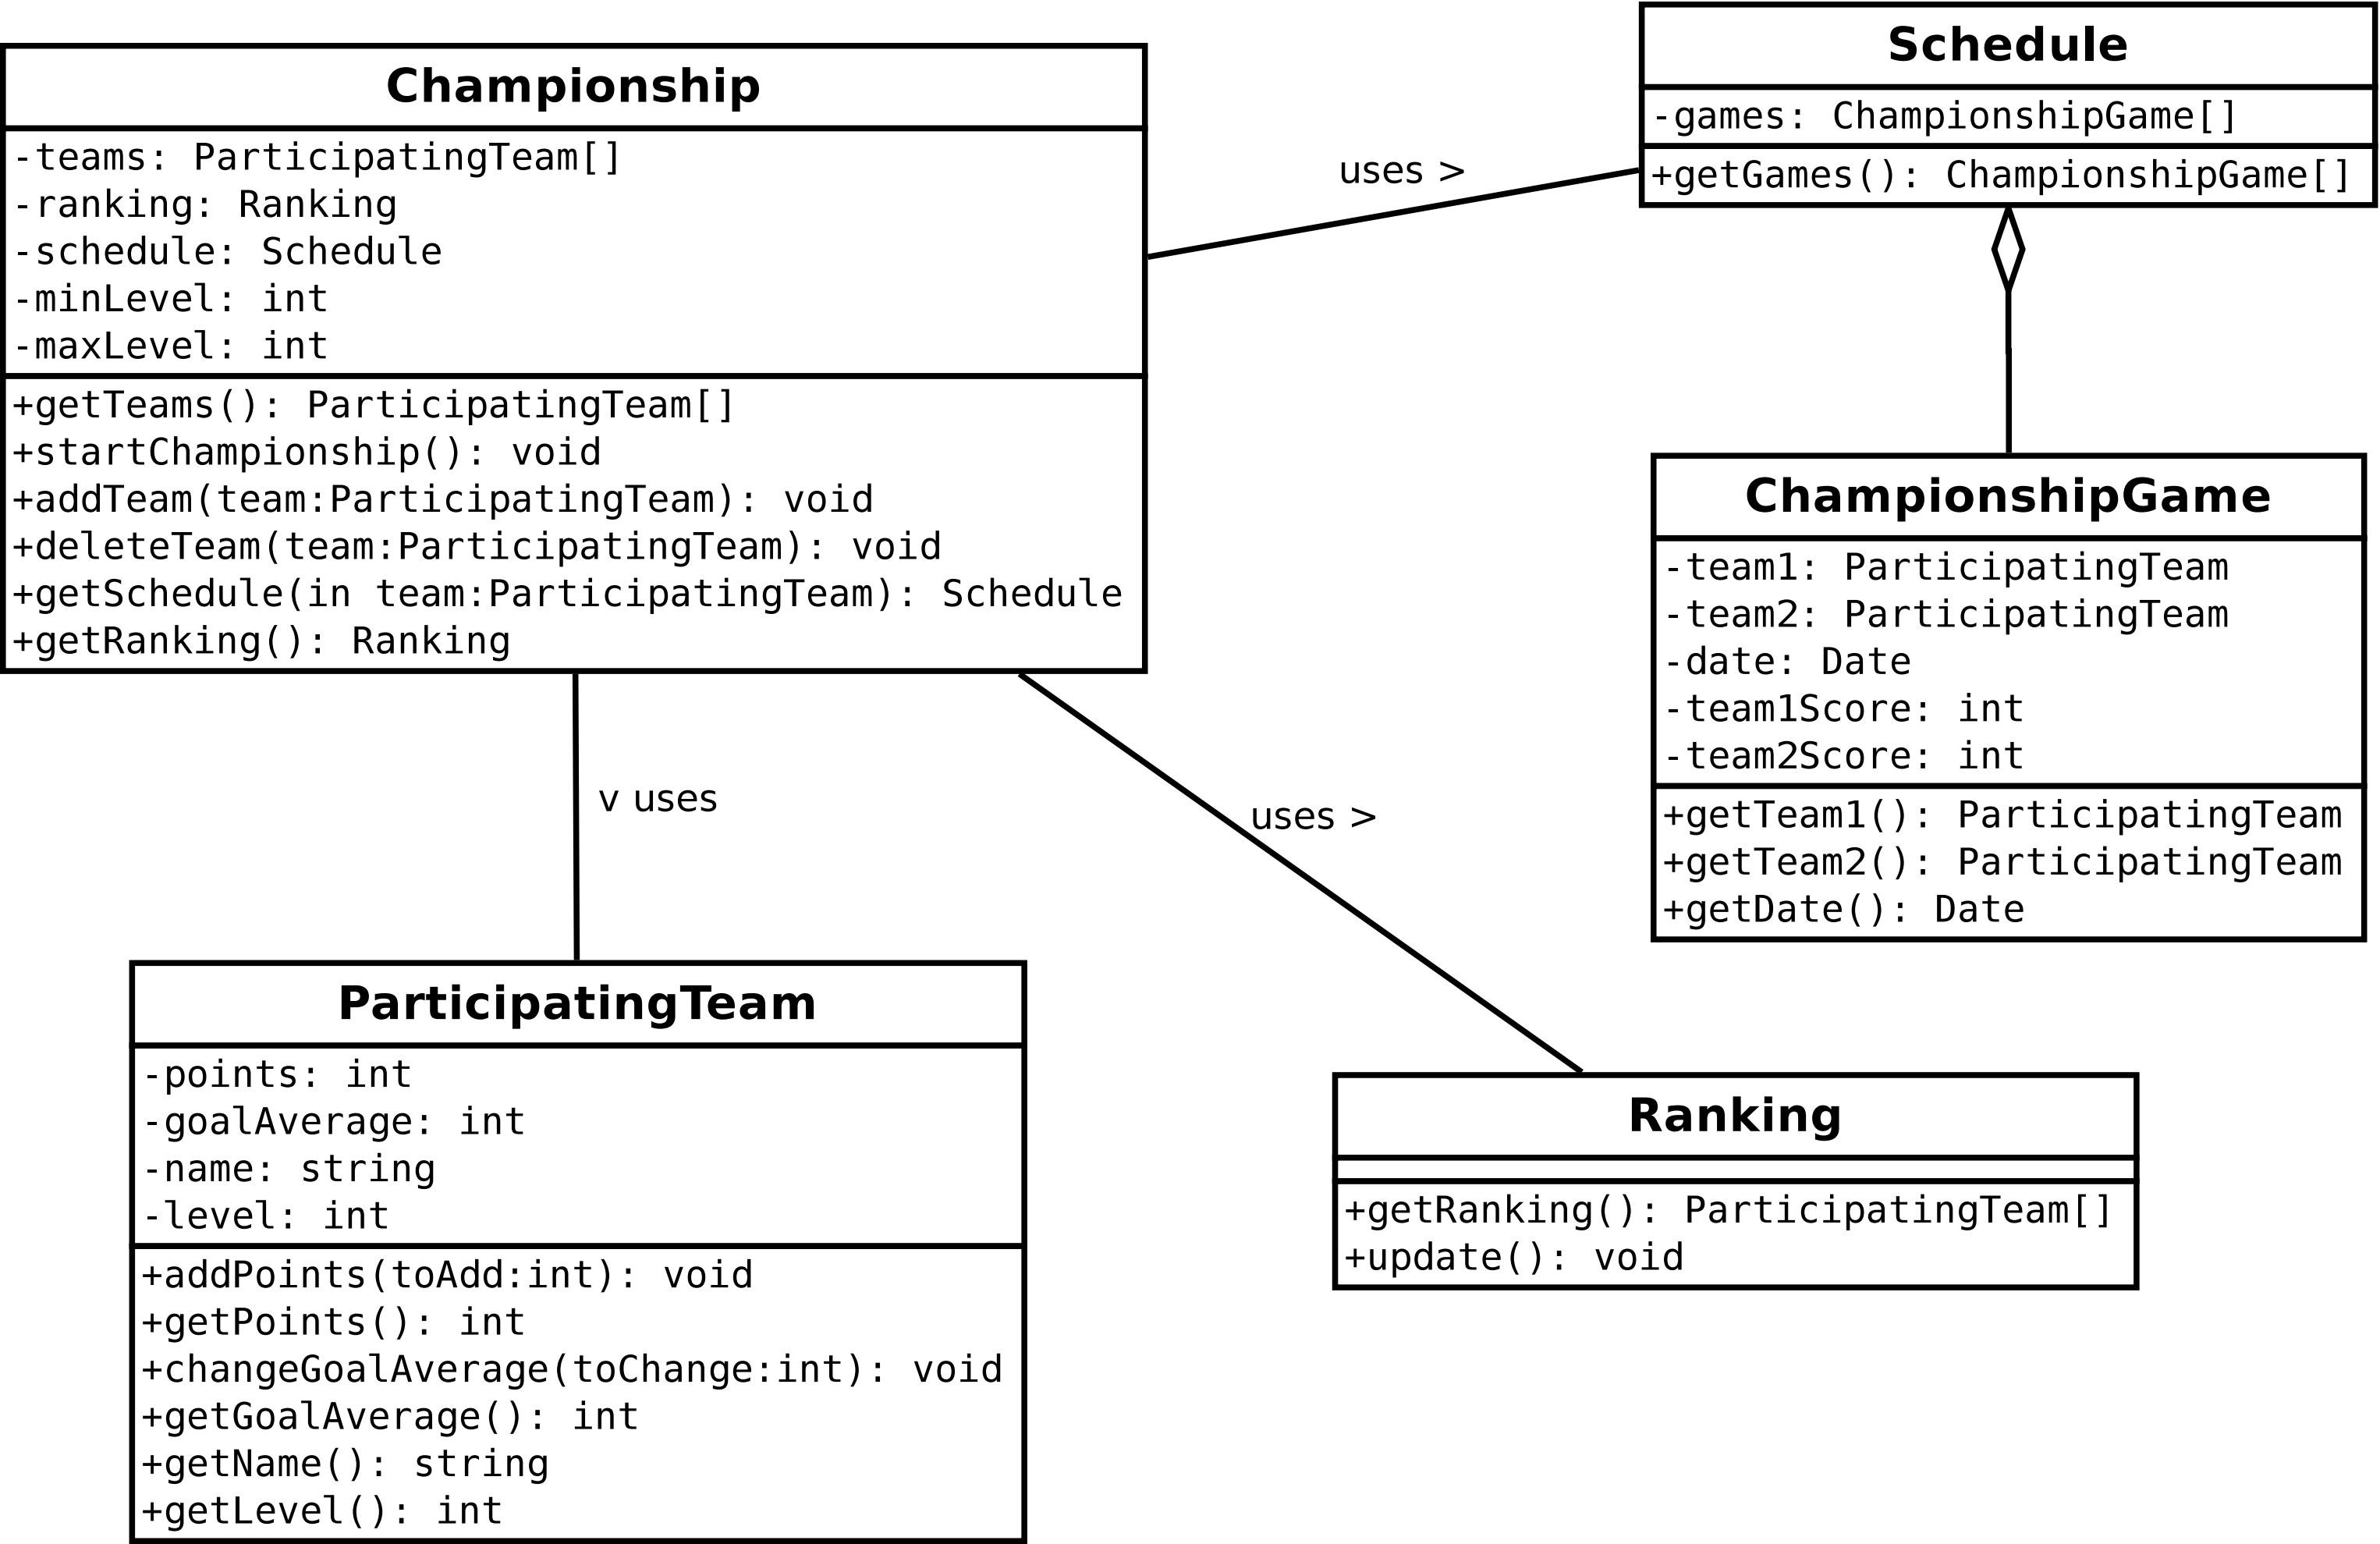 Championship
-teams: ParticipatingTeam[]
-ranking: Ranking
-schedule: Schedule
-minLevel: int
-maxLevel: int
+getTeams(): ParticipatingTeam[]
+startChampionship(): void
+addTeam(team:ParticipatingTeam): void
+deleteTeam(team:ParticipatingTeam): void
+getSchedule(in team:ParticipatingTeam): Schedule
+getRanking(): Ranking
uses >
Schedule
-games: ChampionshipGame[]
+getGames(): ChampionshipGame[]
ChampionshipGame
-team1: ParticipatingTeam
-team2: ParticipatingTeam
-date: Date
-team1Score: int
-team2Score: int
+getTeam1(): ParticipatingTeam
+getTeam2(): ParticipatingTeam
+getDate(): Date
v uses
uses >
ParticipatingTeam
-points: int
-goalAverage: int
-name: string
-level: int
+addPoints(toAdd:int): void
+getPoints(): int
+changeGoalAverage(toChange:int): void
+getGoalAverage(): int
+getName(): string
+getLevel(): int
Ranking
+getRanking(): ParticipatingTeam[]
+update(): void